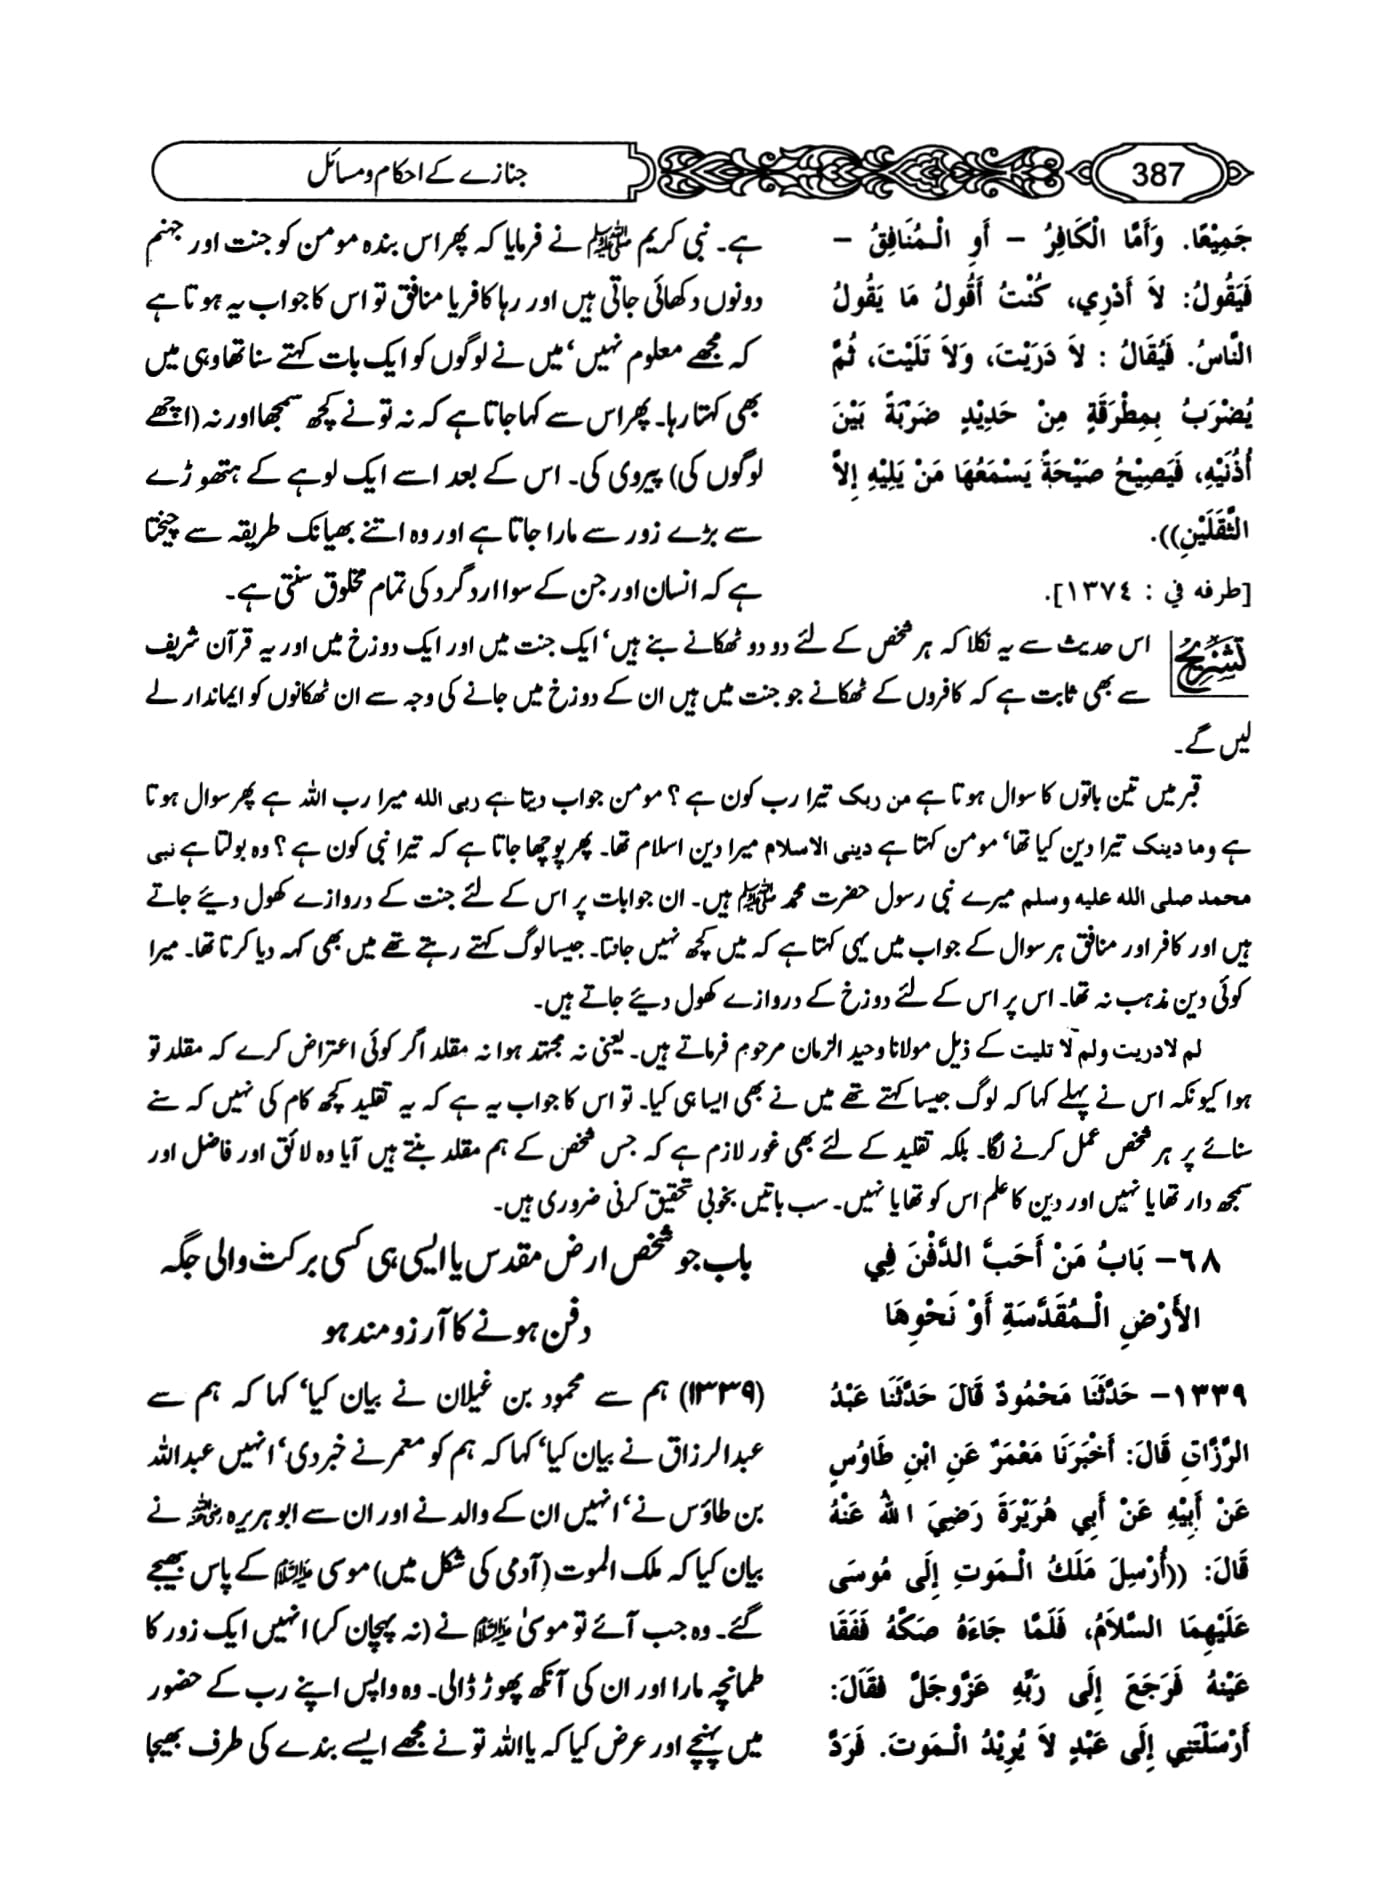 387
جنازے کے احکام و مسائل
جَمِيْعًا. وَأَمَّا الْكَافِرُ – أَوِ الْـمُنَافِقُ –
فَيَقُولُ: لاَ أَدْرِي، كُنْتُ أَقُولُ مَا يَقُولُ
النَّاسُ. فَيُقَالُ : لاَ دَرَيْتَ، وَلاَ تَلَيْتَ، ثُمَّ
يُضْرَبُ بِمِطْرَقَةٍ مِنْ حَدِيْدٍ ضَرْبَةً بَيْنَ
أُذُنَيْهِ، فَيَصِيْحُ صَيْحَةً يَسْمَعُهَا مَنْ يَلِيْهِ إِلاَّ
الثَّقَلَيْنِ)).
[طرفه في : ١٣٧٤].
ہے۔ نبی کریم ﷺ نے فرمایا کہ پھر اس بندہ مومن کو جنت اور جہنم
دونوں دکھائی جاتی ہیں اور رہا کافر یا منافق تو اس کا جواب یہ ہوتا ہے
کہ مجھے معلوم نہیں‘ میں نے لوگوں کو ایک بات کہتے سنا تھا وہی میں
بھی کہتا رہا۔ پھر اس سے کہا جاتا ہے کہ نہ تو نے کچھ سمجھا اور نہ (اچھے
لوگوں کی) پیروی کی۔ اس کے بعد اسے ایک لوہے کے ہتھوڑے
سے بڑے زور سے مارا جاتا ہے اور وہ اتنے بھیانک طریقہ سے چیختا
ہے کہ انسان اور جن کے سوا ارد گرد کی تمام مخلوق سنتی ہے۔
تشریح
اس حدیث سے یہ نکلا کہ ہر شخص کے لئے دو دو ٹھکانے بنے ہیں‘ ایک جنت میں اور ایک دوزخ میں اور یہ قرآن شریف
سے بھی ثابت ہے کہ کافروں کے ٹھکانے جو جنت میں ہیں ان کے دوزخ میں جانے کی وجہ سے ان ٹھکانوں کو ایماندار لے
لیں گے۔
قبر میں تین باتوں کا سوال ہوتا ہے من ربک تیرا رب کون ہے ؟ مومن جواب دیتا ہے ربی اللہ میرا رب اللہ ہے پھر سوال ہوتا
ہے وما دینک تیرا دین کیا تھا‘ مومن کہتا ہے دینی الاسلام میرا دین اسلام تھا۔ پھر پوچھا جاتا ہے کہ تیرا نبی کون ہے ؟ وہ بولتا ہے نبی
محمد صلی اللہ علیہ وسلم میرے نبی رسول حضرت محمد ﷺ ہیں۔ ان جوابات پر اس کے لئے جنت کے دروازے کھول دیئے جاتے
ہیں اور کافر اور منافق ہر سوال کے جواب میں یہی کہتا ہے کہ میں کچھ نہیں جانتا۔ جیسا لوگ کہتے رہتے تھے میں بھی کہہ دیا کرتا تھا۔ میرا
کوئی دین مذہب نہ تھا۔ اس پر اس کے لئے دوزخ کے دروازے کھول دیئے جاتے ہیں۔
لم لا دریت ولم لا تلیت کے ذیل مولانا وحید الزمان مرحوم فرماتے ہیں۔ یعنی نہ مجتہد ہوا نہ مقلد اگر کوئی اعتراض کرے کہ مقلد تو
ہوا کیونکہ اس نے پہلے کہا کہ لوگ جیسا کہتے تھے میں نے بھی ایسا ہی کیا۔ تو اس کا جواب یہ ہے کہ یہ تقلید کچھ کام کی نہیں کہ سنے
سنائے پر ہر شخص عمل کرنے لگا۔ بلکہ تقلید کے لئے بھی غور لازم ہے کہ جس شخص کے ہم مقلد بنتے ہیں آیا وہ لائق اور فاضل اور
سمجھ دار تھا یا نہیں اور دین کا علم اس کو تھا یا نہیں۔ سب باتیں بخوبی تحقیق کرنی ضروری ہیں۔
٦٨– بَابُ مَنْ أَحَبَّ الدَّفْنَ فِي
الأَرْضِ الْـمُقَدَّسَةِ أَوْ نَحْوِهَا
باب جو شخص ارض مقدس یا ایسی ہی کسی برکت والی جگہ
دفن ہونے کا آرزو مند ہو
١٣٣٩– حَدَّثَنَا مَحْمُودٌ قَالَ حَدَّثَنَا عَبْدُ
الرَّزَّاقِ قَالَ: أَخْبَرَنَا مَعْمَرٌ عَنِ ابْنِ طَاوُسٍ
عَنْ أَبِيْهِ عَنْ أَبِي هُرَيْرَةَ رَضِيَ اللهُ عَنْهُ
قَالَ: ((أُرْسِلَ مَلَكُ الْـمَوتِ إِلَى مُوسَى
عَلَيْهِمَا السَّلاَمُ، فَلَمَّا جَاءَهُ صَكَّهُ فَفَقَا
عَيْنَهُ فَرَجَعَ إِلَى رَبِّهِ عَزَّوَجَلَّ فَقَالَ:
أَرْسَلْتَنِي إِلَى عَبْدٍ لاَ يُرِيْدُ الْـمَوتَ. فَرَدَّ
(۱۳۳۹) ہم سے محمود بن غیلان نے بیان کیا‘ کہا کہ ہم سے
عبدالرزاق نے بیان کیا‘ کہا کہ ہم کو معمر نے خبر دی‘ انہیں عبداللہ
بن طاؤس نے‘ انہیں ان کے والد نے اور ان سے ابو ہریرہ رضی اللہ عنہ نے
بیان کیا کہ ملک الموت (آدمی کی شکل میں) موسی علیہ السلام کے پاس بھیجے
گئے۔ وہ جب آئے تو موسیٰ علیہ السلام نے (نہ پہچان کر) انہیں ایک زور کا
طمانچہ مارا اور ان کی آنکھ پھوڑ ڈالی۔ وہ واپس اپنے رب کے حضور
میں پہنچے اور عرض کیا کہ یا اللہ تو نے مجھے ایسے بندے کی طرف بھیجا